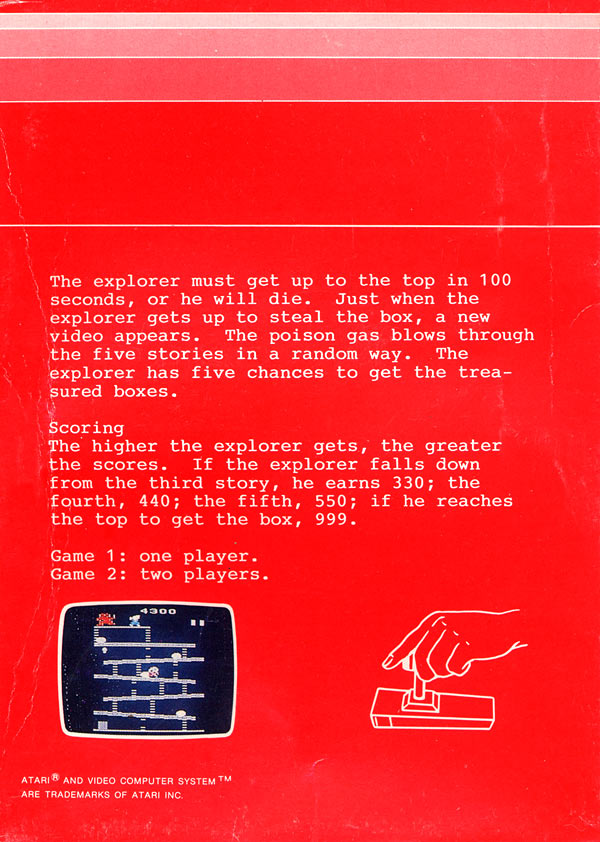 The explorer must get up to the top in 100
seconds, or he will die. Just when the
explorer gets up to steal the box, a new
video appears. The poison gas blows through
the five stories in a random way. The
explorer has five chances to get the trea-
sured boxes.
Scoring
The higher the explorer gets, the greater
the scores. If the explorer falls down
from the third story, he earns 330; the
fourth, 440; the fifth, 550; if he reaches
the top to get the box, 999.
Game 1: one player.
Game 2: two players.
4300
ATARI® AND VIDEO COMPUTER SYSTEM™
ARE TRADEMARKS OF ATARI INC.